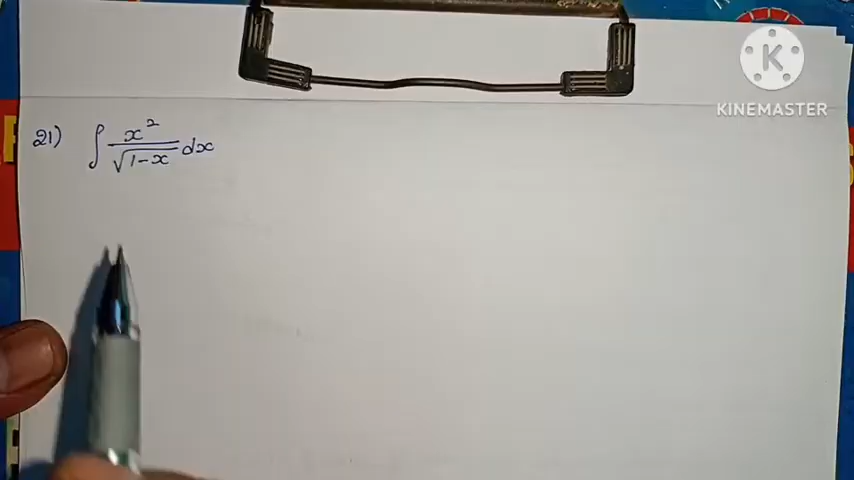 21) ∫ x² / √(1-x) dx
K
KINEMASTER